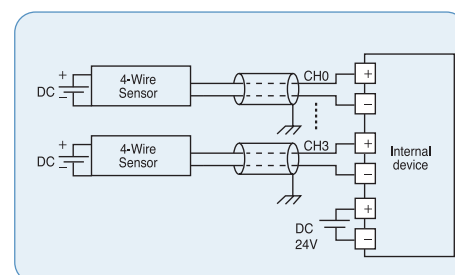 +
DC
−
4-Wire
Sensor
CH0
+
−
+
DC
−
4-Wire
Sensor
CH3
+
−
Internal
device
DC
24V
+
−